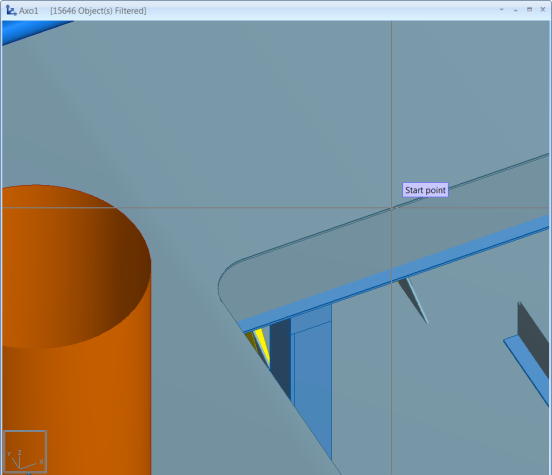 Axo1 [15646 Object(s) Filtered]
Start point
Y Z X